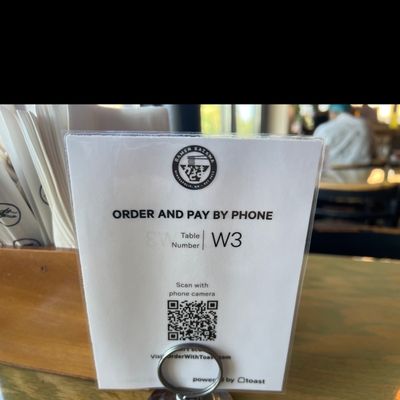 ORDER AND PAY BY PHONE
Table
Number
W3
Scan with
phone camera
powered by toast